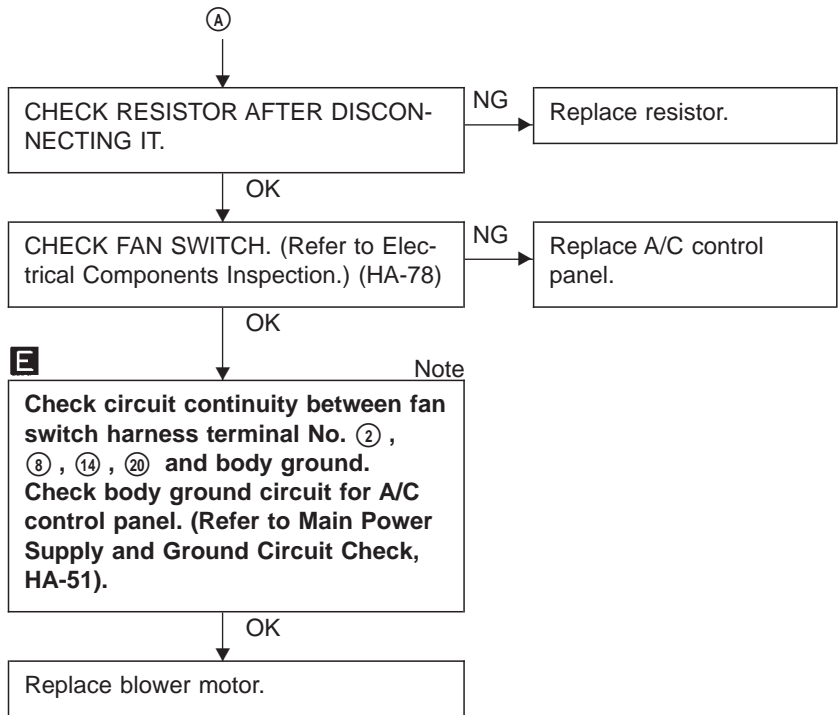 A
CHECK RESISTOR AFTER DISCON-
NECTING IT.
NG
Replace resistor.
OK
CHECK FAN SWITCH. (Refer to Elec-
trical Components Inspection.) (HA-78)
NG
Replace A/C control
panel.
OK
E
Note
Check circuit continuity between fan
switch harness terminal No. ② ,
⑧ , ⑭ , ⑳ and body ground.
Check body ground circuit for A/C
control panel. (Refer to Main Power
Supply and Ground Circuit Check,
HA-51).
OK
Replace blower motor.